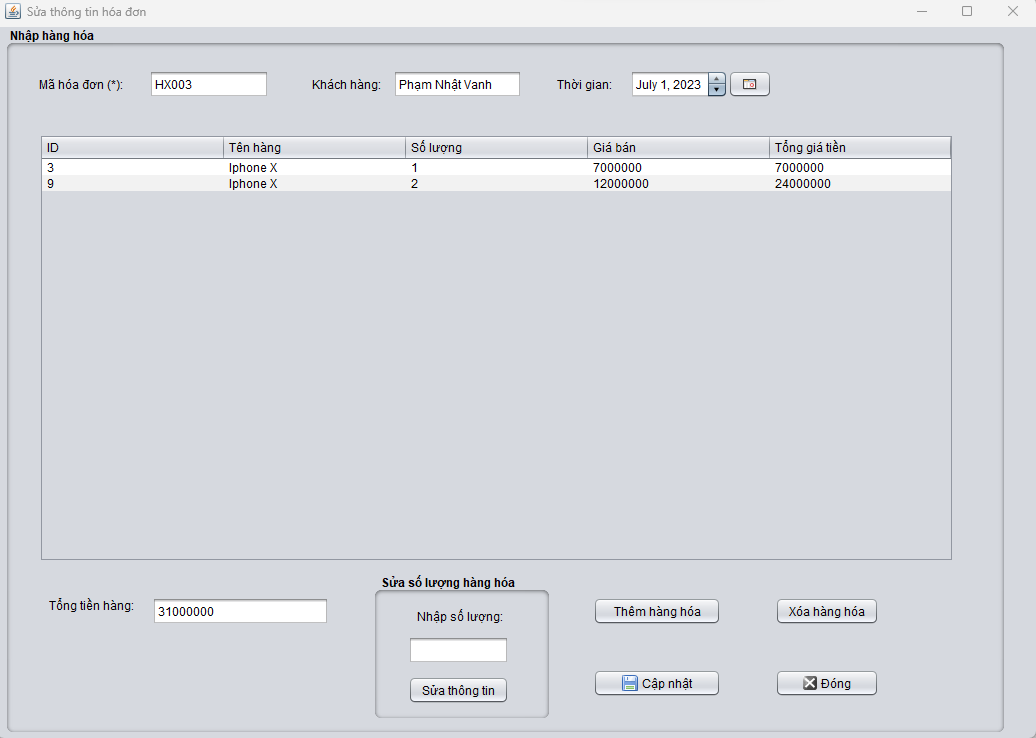 Sửa thông tin hóa đơn
Nhập hàng hóa
Mã hóa đơn (*): HX003 Khách hàng: Phạm Nhật Vanh Thời gian: July 1, 2023
ID Tên hàng Số lượng Giá bán Tổng giá tiền
3 Iphone X 1 7000000 7000000
9 Iphone X 2 12000000 24000000
Tổng tiền hàng: 31000000
Sửa số lượng hàng hóa
Nhập số lượng:
Sửa thông tin
Thêm hàng hóa Xóa hàng hóa
Cập nhật Đóng